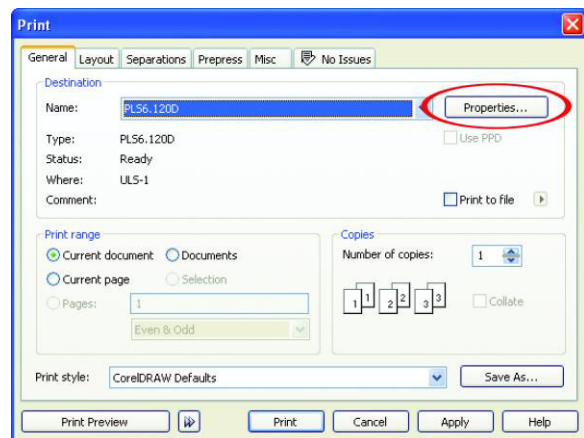 Print
General Layout Separations Prepress Misc No Issues
Destination
Name: PLS6.120D Properties...
Type: PLS6.120D Use PPD
Status: Ready
Where: ULS-1
Comment: Print to file
Print range
Current document Documents
Current page Selection
Pages: 1
Even & Odd
Copies
Number of copies: 1
1 1 2 2 3 3 Collate
Print style: CorelDRAW Defaults Save As...
Print Preview Print Cancel Apply Help